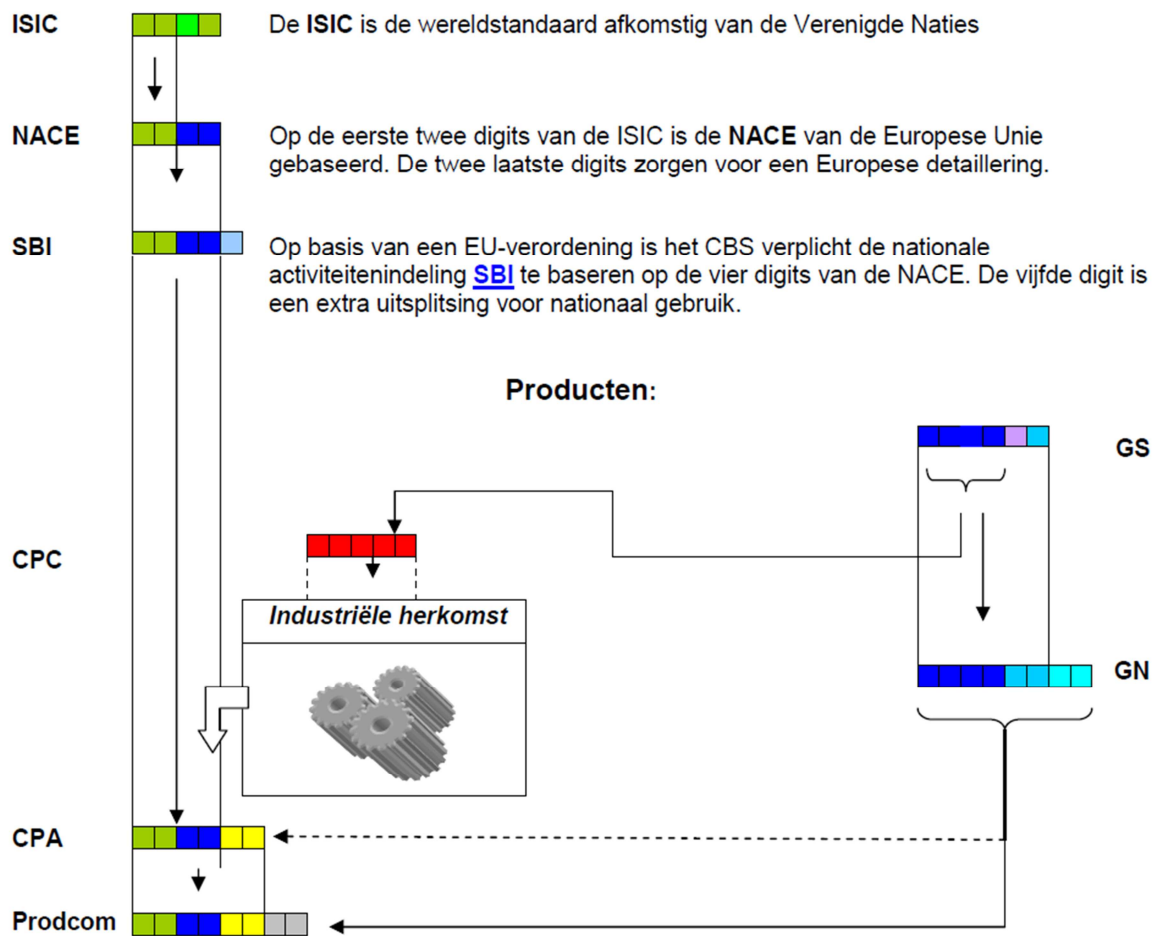 ISIC De ISIC is de wereldstandaard afkomstig van de Verenigde Naties
NACE Op de eerste twee digits van de ISIC is de NACE van de Europese Unie
gebaseerd. De twee laatste digits zorgen voor een Europese detaillering.
SBI Op basis van een EU-verordening is het CBS verplicht de nationale
activiteitenindeling SBI te baseren op de vier digits van de NACE. De vijfde digit is
een extra uitsplitsing voor nationaal gebruik.
Producten:
GS
CPC
Industriële herkomst
GN
CPA
Prodcom